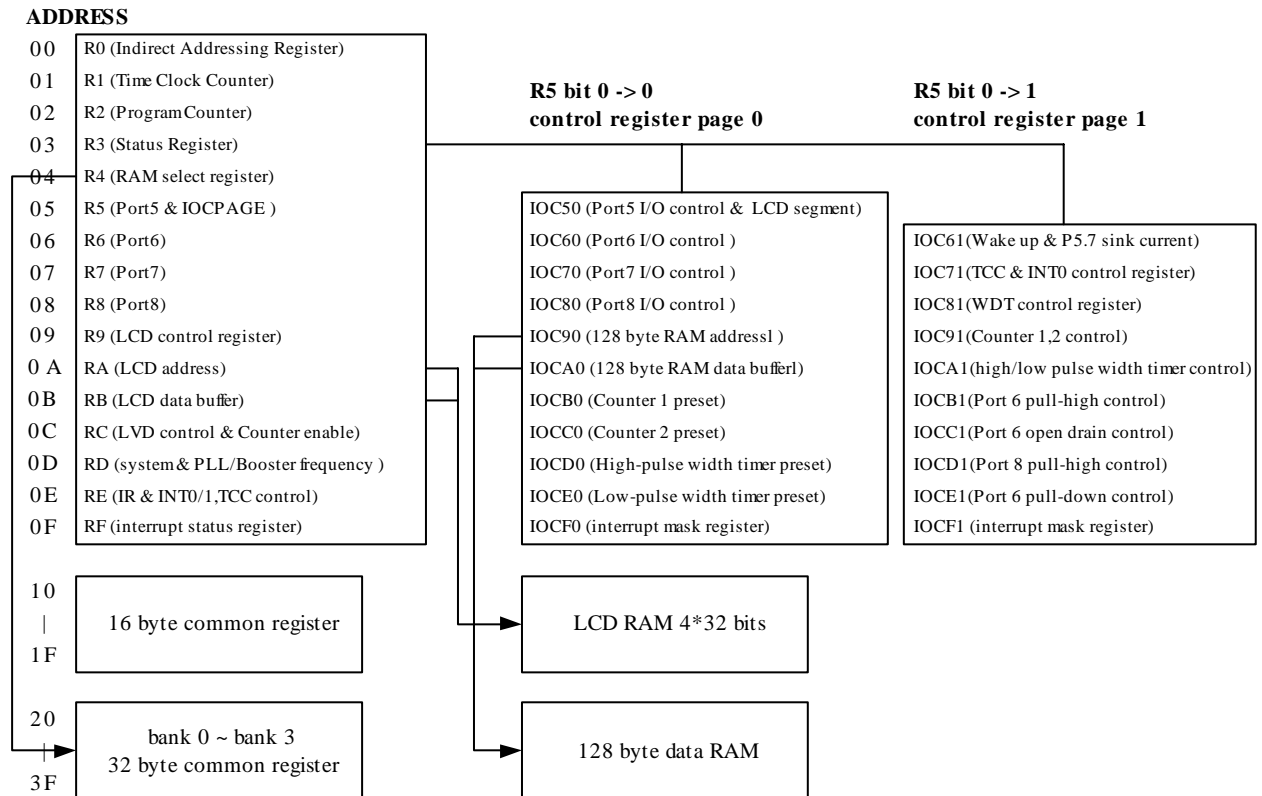 ADDRESS
00 R0 (Indirect Addressing Register)
01 R1 (Time Clock Counter)
02 R2 (Program Counter)
03 R3 (Status Register)
04 R4 (RAM select register)
05 R5 (Port5 & IOCPAGE )
06 R6 (Port6)
07 R7 (Port7)
08 R8 (Port8)
09 R9 (LCD control register)
0A RA (LCD address)
0B RB (LCD data buffer)
0C RC (LVD control & Counter enable)
0D RD (system & PLL/Booster frequency )
0E RE (IR & INT0/1,TCC control)
0F RF (interrupt status register)
10
|
1F
16 byte common register
20
|
3F
bank 0 ~ bank 3
32 byte common register
R5 bit 0 -> 0
control register page 0
IOC50 (Port5 I/O control & LCD segment)
IOC60 (Port6 I/O control )
IOC70 (Port7 I/O control )
IOC80 (Port8 I/O control )
IOC90 (128 byte RAM addressl )
IOCA0 (128 byte RAM data bufferl)
IOCB0 (Counter 1 preset)
IOCC0 (Counter 2 preset)
IOCD0 (High-pulse width timer preset)
IOCE0 (Low-pulse width timer preset)
IOCF0 (interrupt mask register)
LCD RAM 4*32 bits
128 byte data RAM
R5 bit 0 -> 1
control register page 1
IOC61(Wake up & P5.7 sink current)
IOC71(TCC & INT0 control register)
IOC81(WDT control register)
IOC91(Counter 1,2 control)
IOCA1(high/low pulse width timer control)
IOCB1(Port 6 pull-high control)
IOCC1(Port 6 open drain control)
IOCD1(Port 8 pull-high control)
IOCE1(Port 6 pull-down control)
IOCF1 (interrupt mask register)